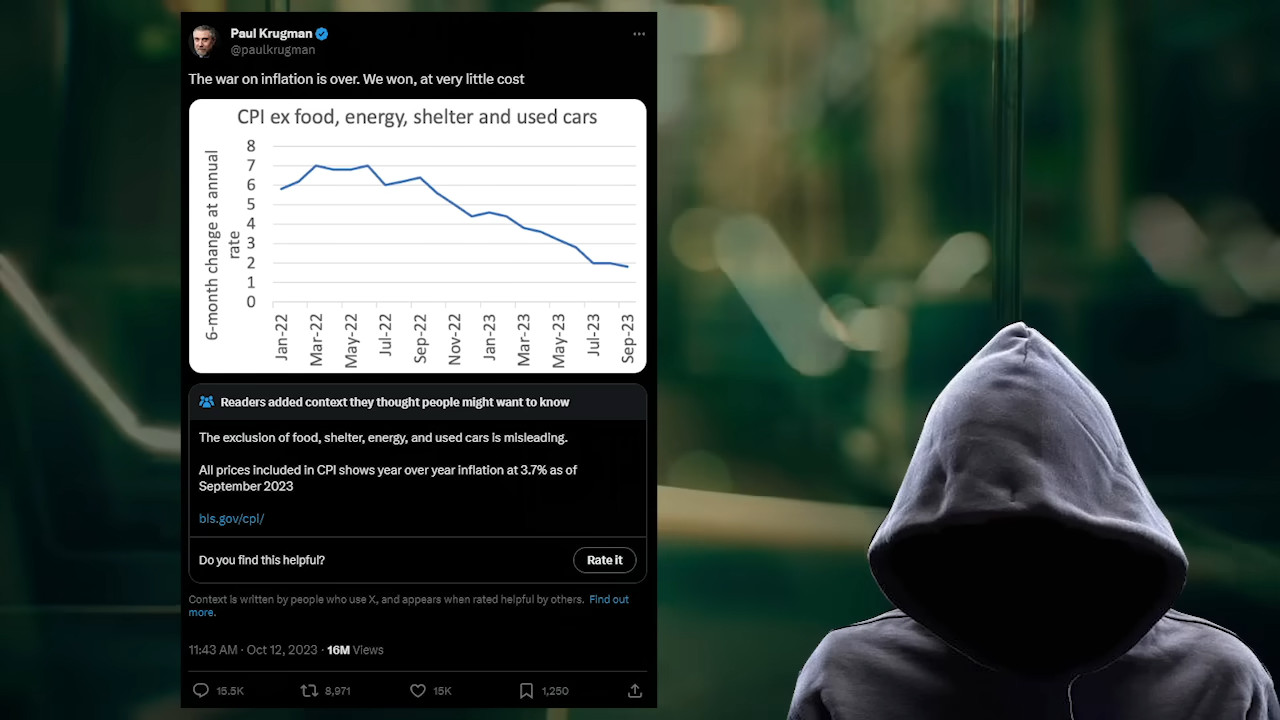 Paul Krugman
@paulkrugman
The war on inflation is over. We won, at very little cost
CPI ex food, energy, shelter and used cars
6-month change at annual
rate
8
7
6
5
4
3
2
1
0
Jan-22
Mar-22
May-22
Jul-22
Sep-22
Nov-22
Jan-23
Mar-23
May-23
Jul-23
Sep-23
Readers added context they thought people might want to know
The exclusion of food, shelter, energy, and used cars is misleading.
All prices included in CPI shows year over year inflation at 3.7% as of
September 2023
bls.gov/cpi/
Do you find this helpful?
Rate it
Context is written by people who use X, and appears when rated helpful by others. Find out
more.
11:43 AM · Oct 12, 2023 · 16M Views
15.5K 8,971 15K 1,250